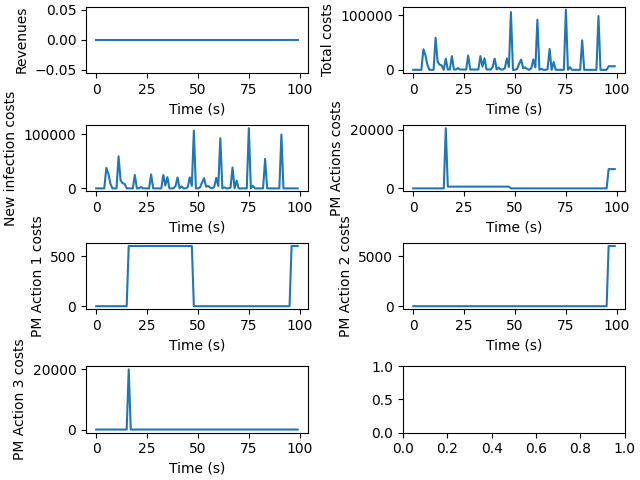 Revenues
0.05
0.00
−0.05
0 25 50 75 100
Time (s)
Total costs
100000
0
0 25 50 75 100
Time (s)
New infection costs
100000
0
0 25 50 75 100
Time (s)
PM Actions costs
20000
0
0 25 50 75 100
Time (s)
PM Action 1 costs
500
0
0 25 50 75 100
Time (s)
PM Action 2 costs
5000
0
0 25 50 75 100
Time (s)
PM Action 3 costs
20000
0
0 25 50 75 100
Time (s)
1.0
0.5
0.0
0.0 0.2 0.4 0.6 0.8 1.0